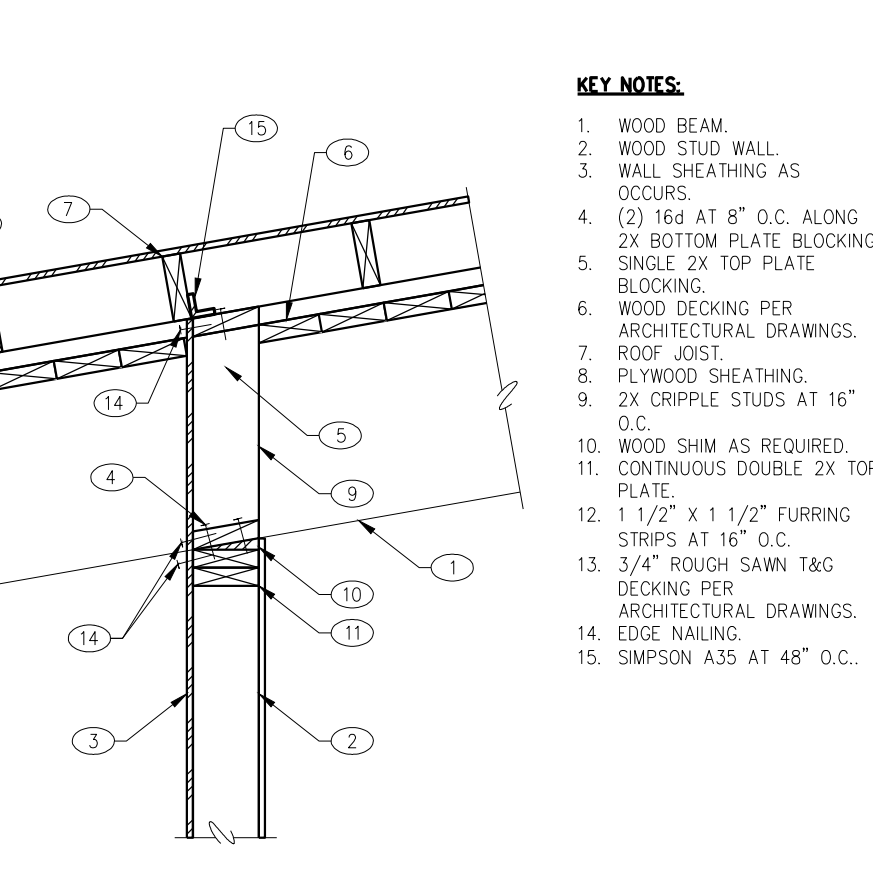 KEY NOTES:
1. WOOD BEAM.
2. WOOD STUD WALL.
3. WALL SHEATHING AS
OCCURS.
4. (2) 16d AT 8" O.C. ALONG
2X BOTTOM PLATE BLOCKING
5. SINGLE 2X TOP PLATE
BLOCKING.
6. WOOD DECKING PER
ARCHITECTURAL DRAWINGS.
7. ROOF JOIST.
8. PLYWOOD SHEATHING.
9. 2X CRIPPLE STUDS AT 16"
O.C.
10. WOOD SHIM AS REQUIRED.
11. CONTINUOUS DOUBLE 2X TOP
PLATE.
12. 1 1/2" X 1 1/2" FURRING
STRIPS AT 16" O.C.
13. 3/4" ROUGH SAWN T&G
DECKING PER
ARCHITECTURAL DRAWINGS.
14. EDGE NAILING.
15. SIMPSON A35 AT 48" O.C..
15
6
7
14
5
4
9
1
10
14
11
3
2